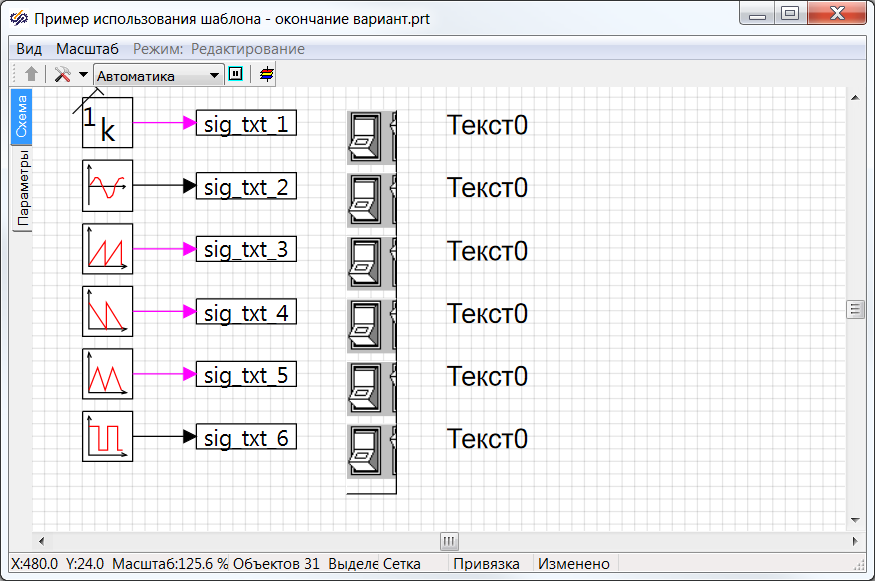 Пример использования шаблона - окончание вариант.prt
Вид Масштаб Режим: Редактирование
Автоматика
Схема
Параметры
1 k
sig_txt_1
Текст0
sig_txt_2
Текст0
sig_txt_3
Текст0
sig_txt_4
Текст0
sig_txt_5
Текст0
sig_txt_6
Текст0
X:480.0 Y:24.0 Масштаб:125.6 % Объектов 31 Выделе Сетка Привязка Изменено